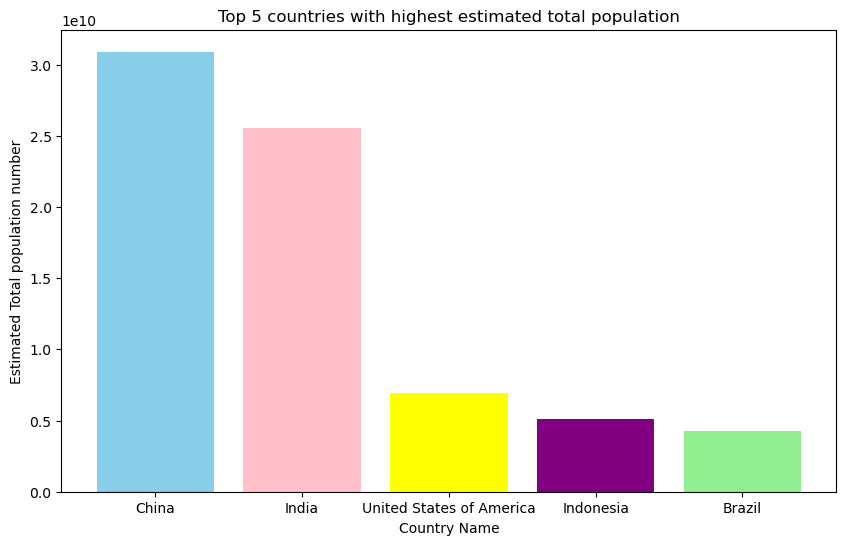 Top 5 countries with highest estimated total population
1e10
3.0
2.5
2.0
1.5
1.0
0.5
0.0
Estimated Total population number
China
India
United States of America
Indonesia
Brazil
Country Name